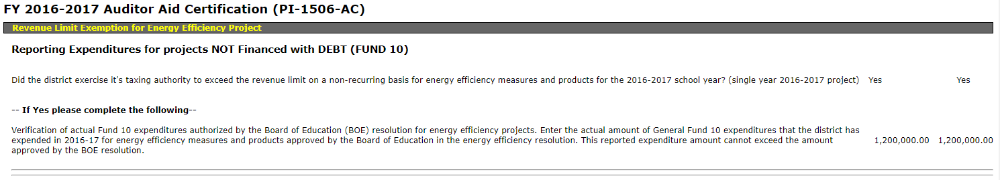 FY 2016-2017 Auditor Aid Certification (PI-1506-AC)
Revenue Limit Exemption for Energy Efficiency Project
Reporting Expenditures for projects NOT Financed with DEBT (FUND 10)
Did the district exercise it's taxing authority to exceed the revenue limit on a non-recurring basis for energy efficiency measures and products for the 2016-2017 school year? (single year 2016-2017 project) Yes Yes
-- If Yes please complete the following--
Verification of actual Fund 10 expenditures authorized by the Board of Education (BOE) resolution for energy efficiency projects. Enter the actual amount of General Fund 10 expenditures that the district has
expended in 2016-17 for energy efficiency measures and products approved by the Board of Education in the energy efficiency resolution. This reported expenditure amount cannot exceed the amount 1,200,000.00 1,200,000.00
approved by the BOE resolution.